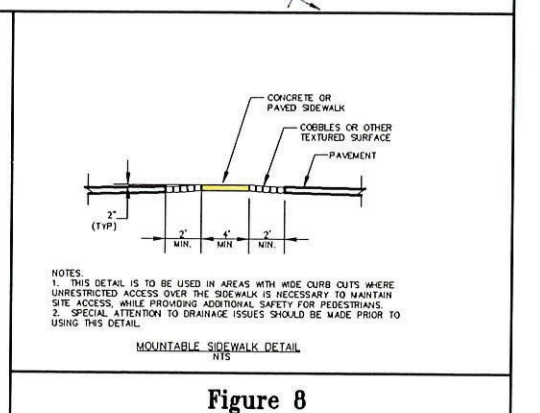 CONCRETE OR
PAVED SIDEWALK
COBBLES OR OTHER
TEXTURED SURFACE
PAVEMENT
2"
(TYP)
2' 4' 2'
MIN. MIN MIN.
NOTES.
1. THIS DETAIL IS TO BE USED IN AREAS WITH WIDE CURB CUTS WHERE
UNRESTRICTED ACCESS OVER THE SIDEWALK IS NECESSARY TO MAINTAIN
SITE ACCESS, WHILE PROVIDING ADDITIONAL SAFETY FOR PEDESTRIANS.
2. SPECIAL ATTENTION TO DRAINAGE ISSUES SHOULD BE MADE PRIOR TO
USING THIS DETAIL.
MOUNTABLE SIDEWALK DETAIL
NTS
Figure 8